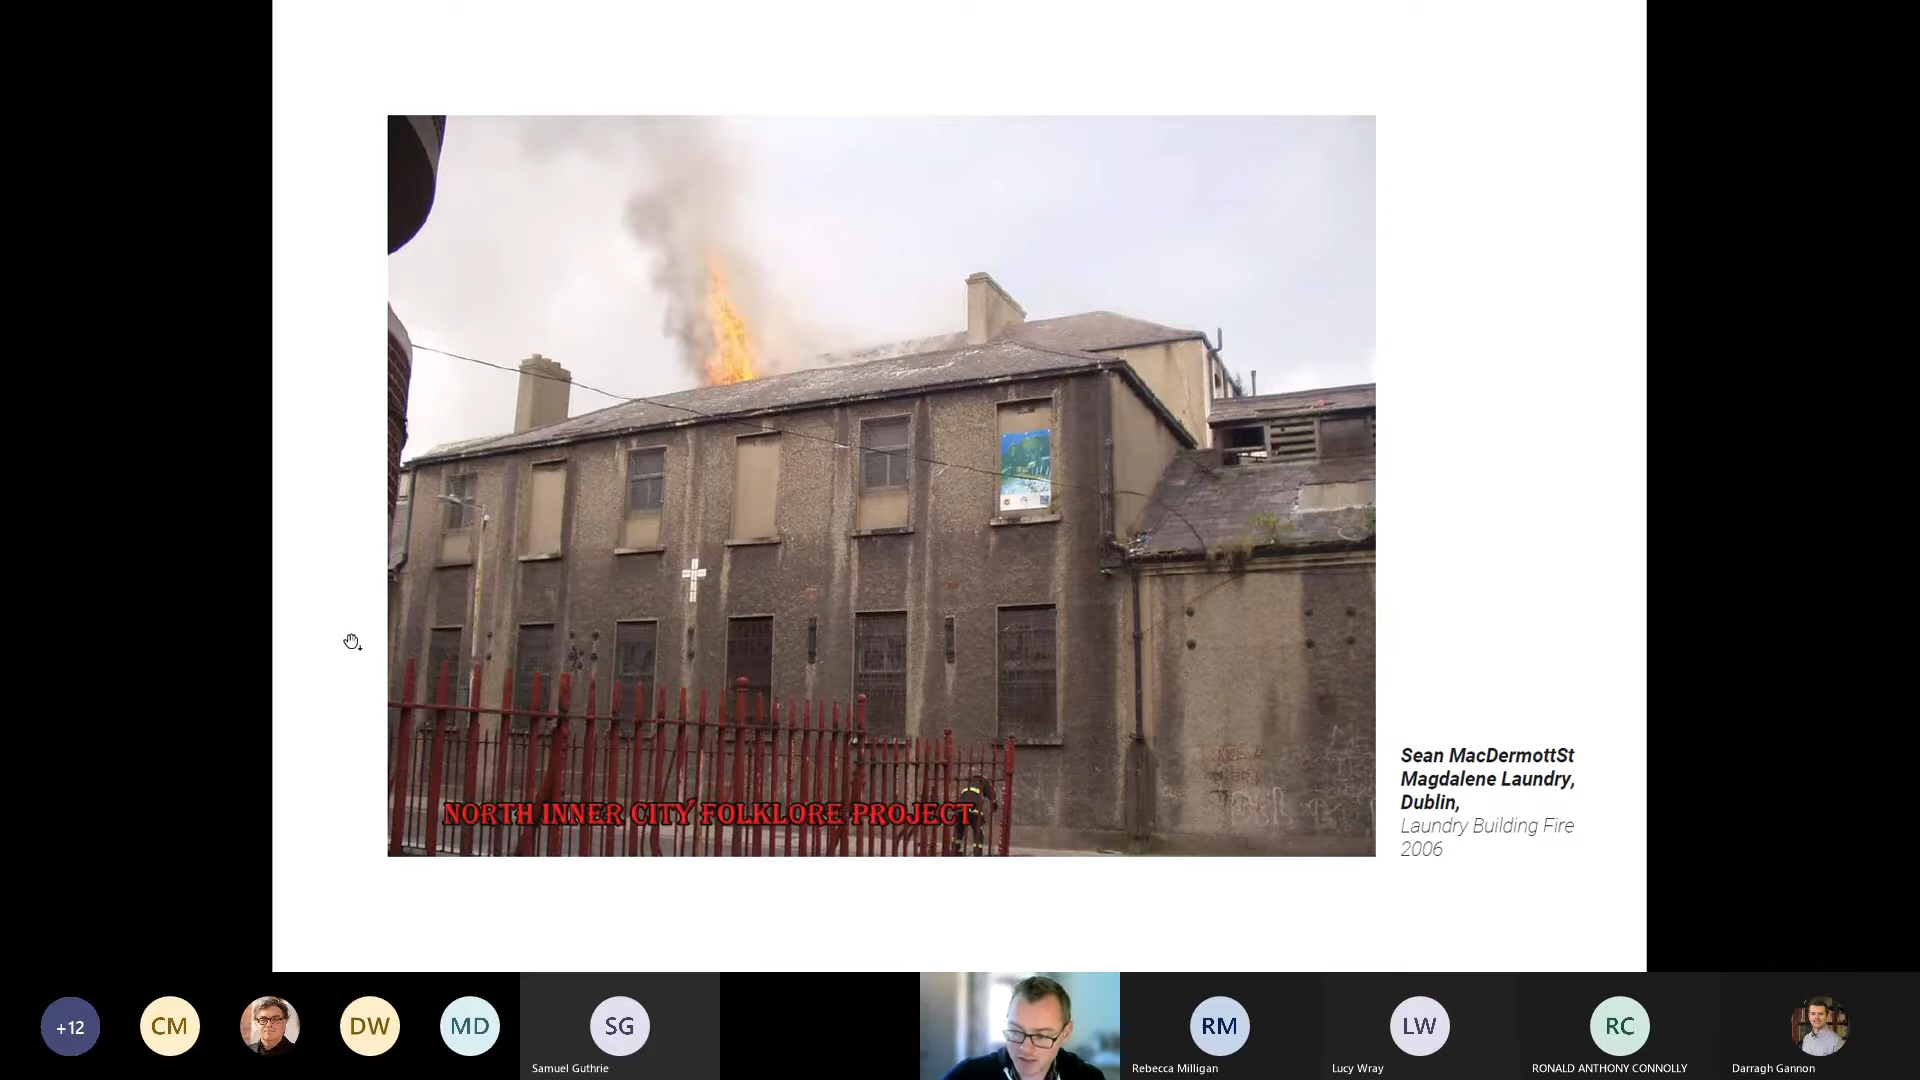 NORTH INNER CITY FOLKLORE PROJECT
Sean MacDermottSt
Magdalene Laundry,
Dublin,
Laundry Building Fire
2006
+12
CM
DW
MD
SG
Samuel Guthrie
RM
Rebecca Milligan
LW
Lucy Wray
RC
RONALD ANTHONY CONNOLLY
Darragh Gannon